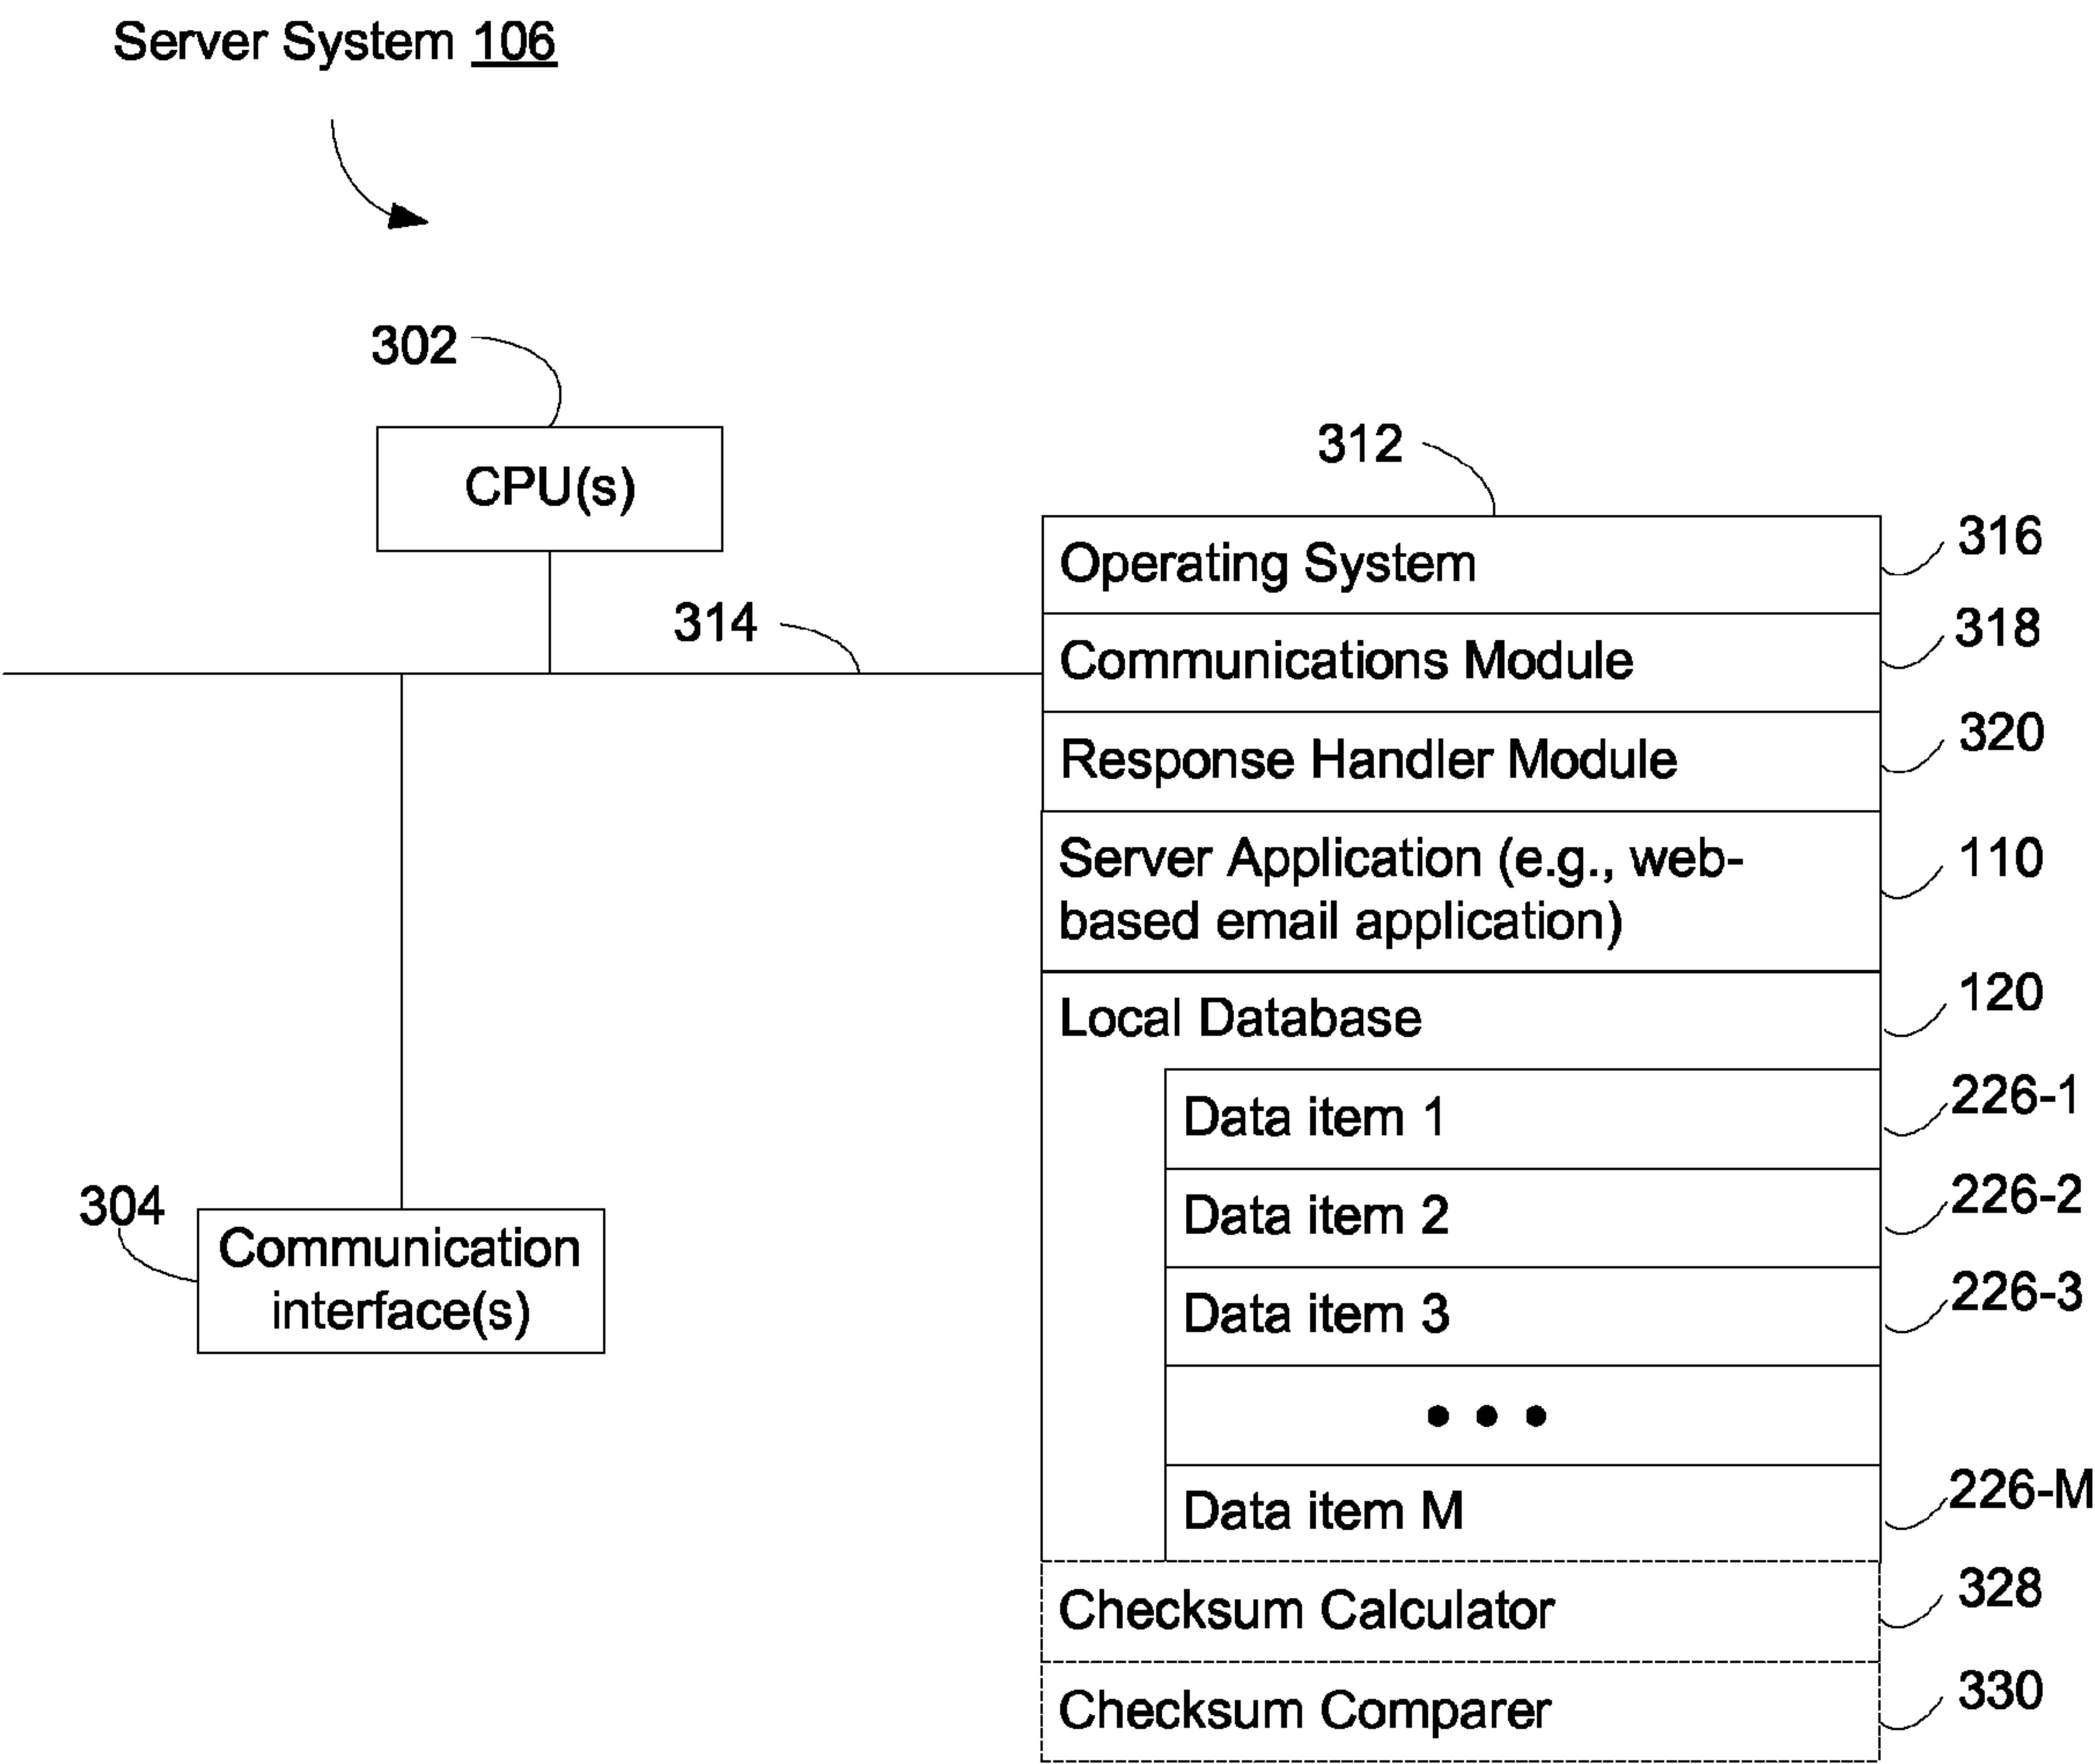 Server System 106
302
CPU(s)
312
314
Operating System
316
Communications Module
318
Response Handler Module
320
Server Application (e.g., web-
based email application)
110
Local Database
120
Data item 1
226-1
Data item 2
226-2
Data item 3
226-3
• • •
Data item M
226-M
304
Communication
interface(s)
Checksum Calculator
328
Checksum Comparer
330